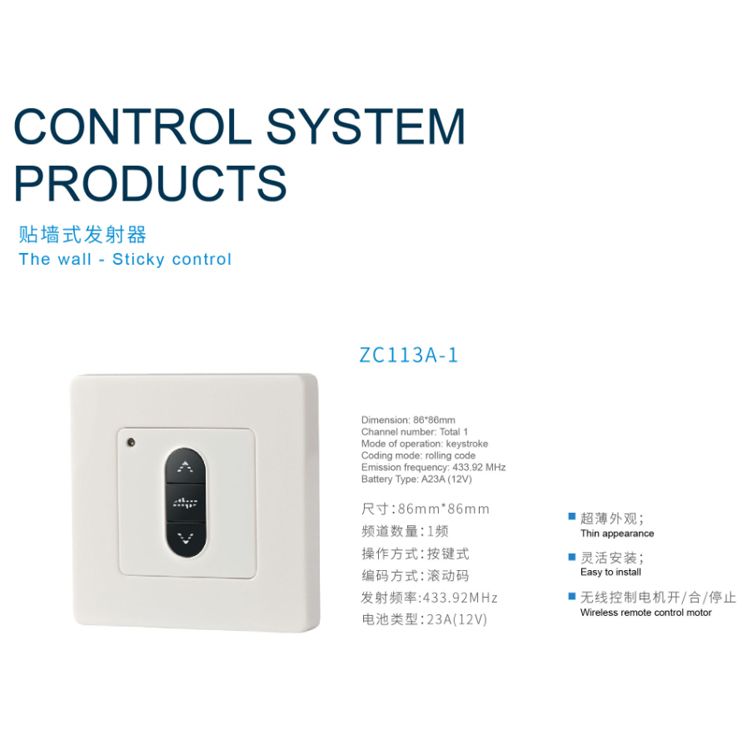 CONTROL SYSTEM
PRODUCTS
贴墙式发射器
The wall - Sticky control
ZC113A-1
Dimension: 86*86mm
Channel number: Total 1
Mode of operation: keystroke
Coding mode: rolling code
Emission frequency: 433.92 MHz
Battery Type: A23A (12V)
尺寸:86mm*86mm
频道数量:1频
操作方式:按键式
编码方式:滚动码
发射频率:433.92MHz
电池类型:23A(12V)
超薄外观;
Thin appearance
灵活安装;
Easy to install
无线控制电机开/合/停止
Wireless remote control motor